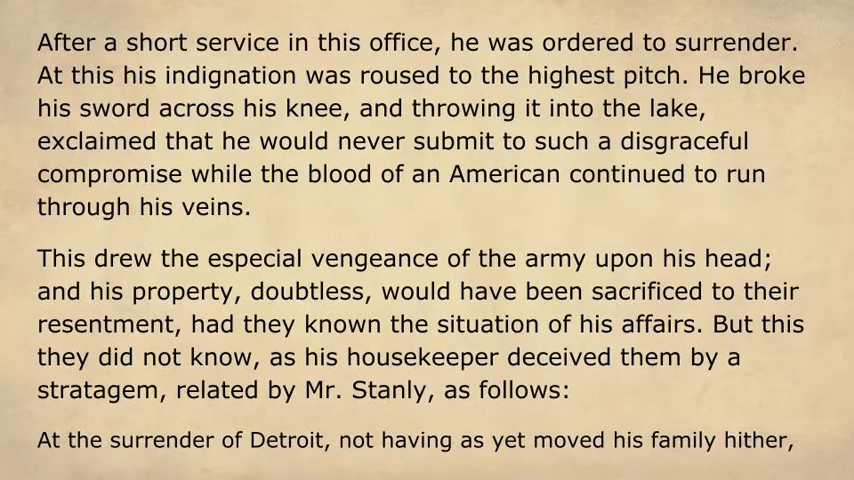 After a short service in this office, he was ordered to surrender.
At this his indignation was roused to the highest pitch. He broke
his sword across his knee, and throwing it into the lake,
exclaimed that he would never submit to such a disgraceful
compromise while the blood of an American continued to run
through his veins.
This drew the especial vengeance of the army upon his head;
and his property, doubtless, would have been sacrificed to their
resentment, had they known the situation of his affairs. But this
they did not know, as his housekeeper deceived them by a
stratagem, related by Mr. Stanly, as follows:
At the surrender of Detroit, not having as yet moved his family hither,